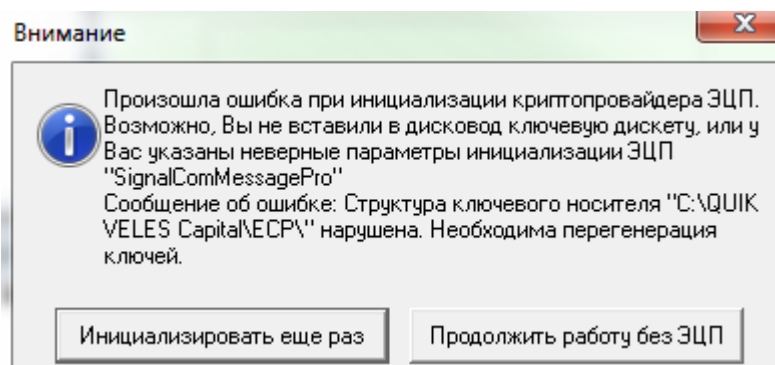 Внимание
Произошла ошибка при инициализации криптопровайдера ЭЦП.
Возможно, Вы не вставили в дисковод ключевую дискету, или у
Вас указаны неверные параметры инициализации ЭЦП
"SignalComMessagePro"
Сообщение об ошибке: Структура ключевого носителя "C:\QUIK
VELES Capital\ECP\" нарушена. Необходима перегенерация
ключей.
Инициализировать еще раз
Продолжить работу без ЭЦП